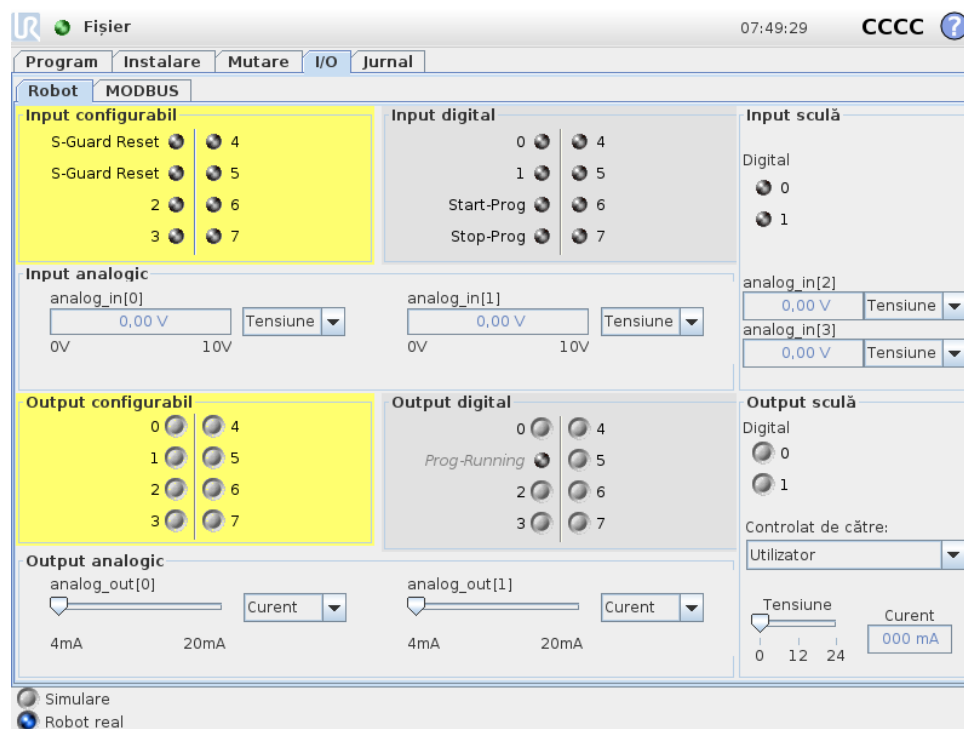 UR Fișier 07:49:29 CCCC ?
Program Instalare Mutare I/O Jurnal
Robot MODBUS
Input configurabil
S-Guard Reset 4
S-Guard Reset 5
2 6
3 7
Input digital
0 4
1 5
Start-Prog 6
Stop-Prog 7
Input sculă
Digital
0
1
analog_in[2]
0,00 V Tensiune
analog_in[3]
0,00 V Tensiune
Input analogic
analog_in[0]
0,00 V Tensiune
0V 10V
analog_in[1]
0,00 V Tensiune
0V 10V
Output configurabil
0 4
1 5
2 6
3 7
Output digital
0 4
Prog-Running 5
2 6
3 7
Output sculă
Digital
0
1
Controlat de către:
Utilizator
Tensiune
0 12 24
Curent
000 mA
Output analogic
analog_out[0]
Curent
4mA 20mA
analog_out[1]
Curent
4mA 20mA
Simulare
Robot real